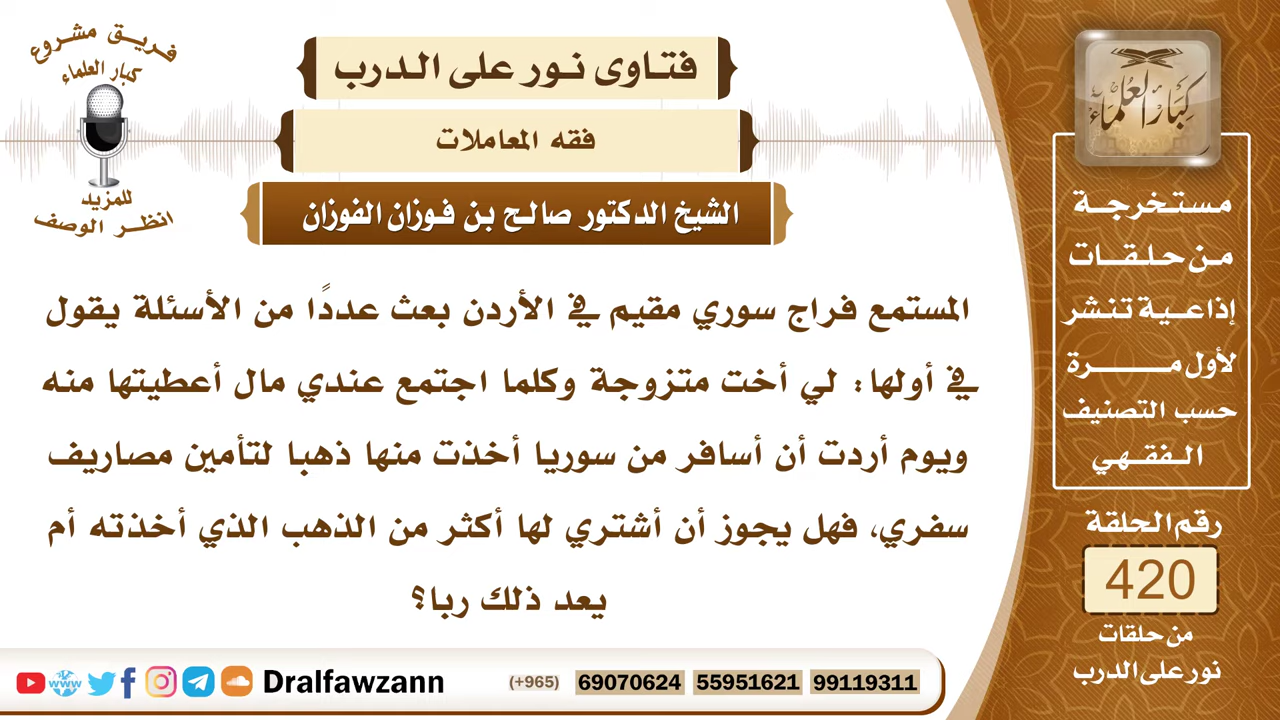 فريق مشروع
كبار العلماء
للمزيد
انظر الوصف
فتاوى نور على الدرب
فقه المعاملات
الشيخ الدكتور صالح بن فوزان الفوزان
المستمع فراج سوري مقيم في الأردن بعث عددًا من الأسئلة يقول
في أولها: لي أخت متزوجة وكلما اجتمع عندي مال أعطيتها منه
ويوم أردت أن أسافر من سوريا أخذت منها ذهبا لتأمين مصاريف
سفري، فهل يجوز أن أشتري لها أكثر من الذهب الذي أخذته أم
يعد ذلك ربا؟
كبار العلماء
مستخرجة
من حلقات
إذاعية تنشر
لأول مرة
حسب التصنيف
الفقهي
رقم الحلقة
420
من حلقات
نور على الدرب
www
Dralfawzann
(+965) 69070624 55951621 99119311